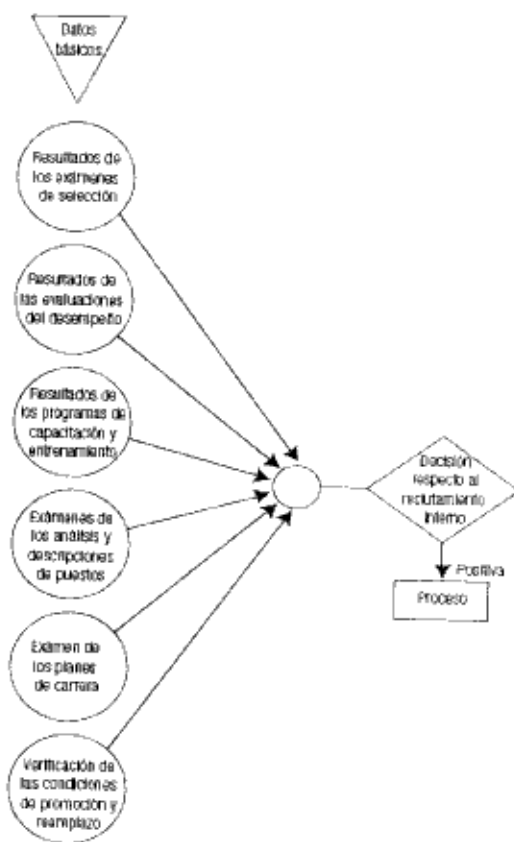 Datos
básicos
Resultados de
los exámenes
de selección
Resultados de
las evaluaciones
del desempeño
Resultados de
los programas de
capacitación y
entrenamiento
Exámenes de
los análisis y
descripciones
de puestos
Exámen de
los planes
de carrera
Verificación de
las condiciones
de promoción y
reemplazo
Decisión
respecto al
reclutamiento
interno
Positiva
Proceso